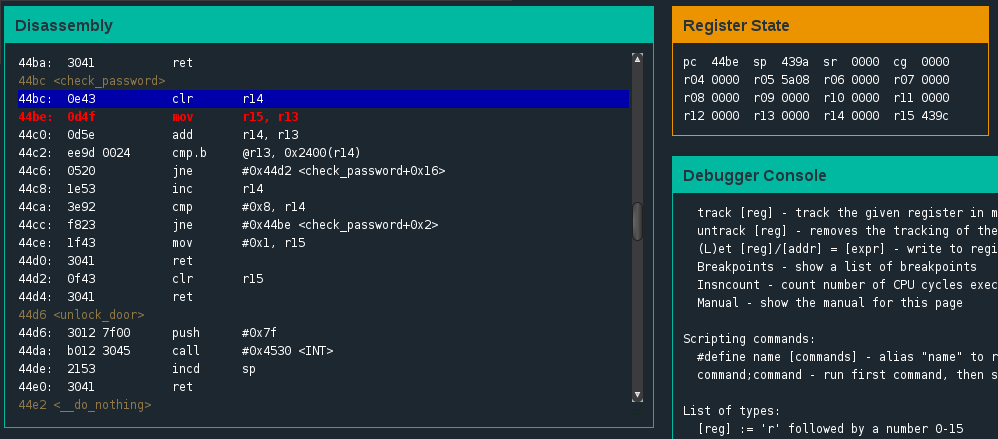 Disassembly
44ba: 3041 ret
44bc <check_password>
44bc: 0e43 clr r14
44be: 0d4f mov r15, r13
44c0: 0d5e add r14, r13
44c2: ee9d 0024 cmp.b @r13, 0x2400(r14)
44c6: 0520 jne #0x44d2 <check_password+0x16>
44c8: 1e53 inc r14
44ca: 3e92 cmp #0x8, r14
44cc: f823 jne #0x44be <check_password+0x2>
44ce: 1f43 mov #0x1, r15
44d0: 3041 ret
44d2: 0f43 clr r15
44d4: 3041 ret
44d6 <unlock_door>
44d6: 3012 7f00 push #0x7f
44da: b012 3045 call #0x4530 <INT>
44de: 2153 incd sp
44e0: 3041 ret
44e2 <__do_nothing>
Register State
pc 44be sp 439a sr 0000 cg 0000
r04 0000 r05 5a08 r06 0000 r07 0000
r08 0000 r09 0000 r10 0000 r11 0000
r12 0000 r13 0000 r14 0000 r15 439c
Debugger Console
track [reg] - track the given register in m
untrack [reg] - removes the tracking of the
(L)et [reg]/[addr] = [expr] - write to regi
Breakpoints - show a list of breakpoints
Insncount - count number of CPU cycles exec
Manual - show the manual for this page
Scripting commands:
#define name [commands] - alias "name" to r
command;command - run first command, then s
List of types:
[reg] := 'r' followed by a number 0-15